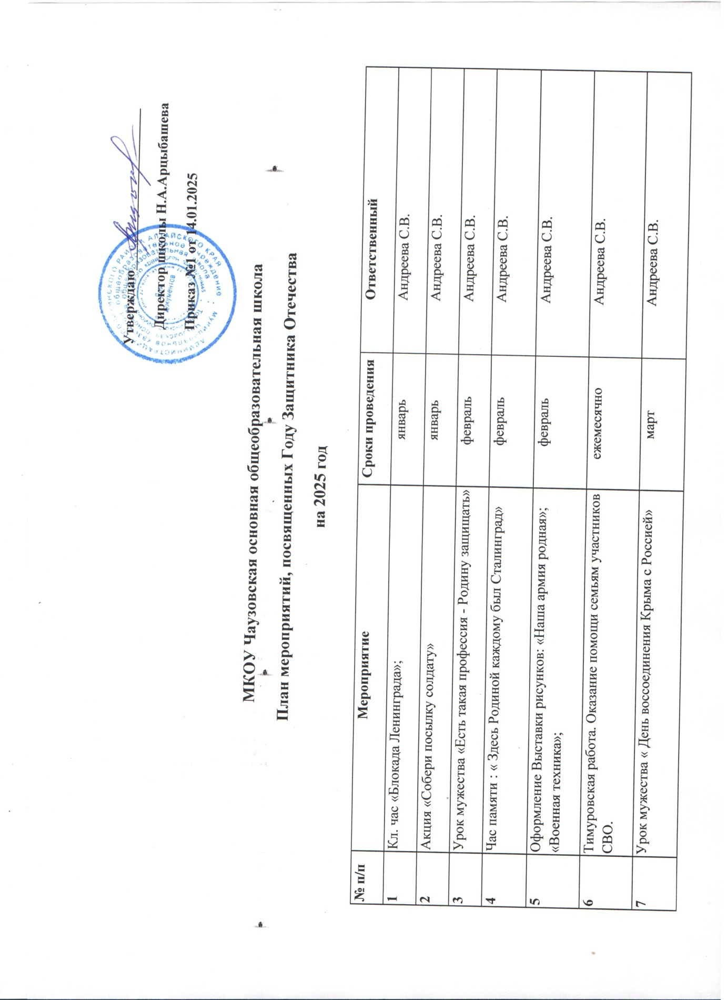 Утверждаю
Директор школы Н.А.Арцыбашева
Приказ №1 от 14.01.2025
АЛТАЙСКОГО КРАЯ
документов
МКОУ Чаузовская основная общеобразовательная школа
План мероприятий, посвященных Году Защитника Отечества
на 2025 год
№ п/п Мероприятие Сроки проведения Ответственный
1 Кл. час «Блокада Ленинграда»; январь Андреева С.В.
2 Акция «Собери посылку солдату» январь Андреева С.В.
3 Урок мужества «Есть такая профессия - Родину защищать» февраль Андреева С.В.
4 Час памяти : « Здесь Родиной каждому был Сталинград» февраль Андреева С.В.
5 Оформление Выставки рисунков: «Наша армия родная»; февраль Андреева С.В.
«Военная техника»;
6 Тимуровская работа. Оказание помощи семьям участников ежемесячно Андреева С.В.
СВО.
7 Урок мужества « День воссоединения Крыма с Россией» март Андреева С.В.